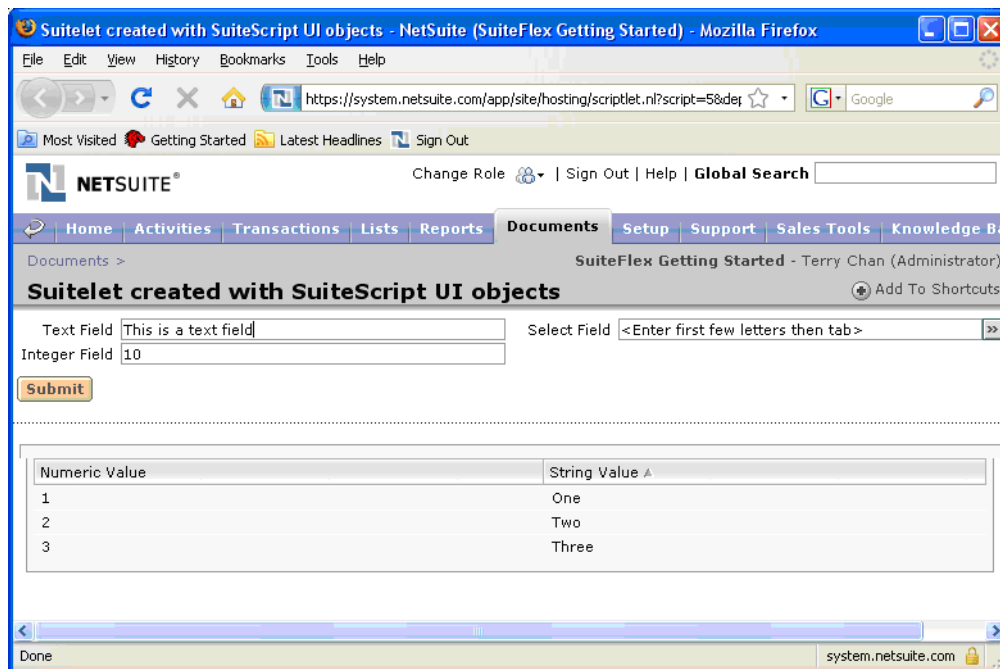 Suitelet created with SuiteScript UI objects - NetSuite (SuiteFlex Getting Started) - Mozilla Firefox
File Edit View History Bookmarks Tools Help
N https://system.netsuite.com/app/site/hosting/scriptlet.nl?script=5&dep G Google
Most Visited Getting Started Latest Headlines N Sign Out
N NETSUITE® Change Role | Sign Out | Help | Global Search
Home Activities Transactions Lists Reports Documents Setup Support Sales Tools Knowledge Ba
Documents > SuiteFlex Getting Started - Terry Chan (Administrator)
Suitelet created with SuiteScript UI objects Add To Shortcuts
Text Field This is a text field Select Field <Enter first few letters then tab>
Integer Field 10
Submit
Numeric Value String Value
1 One
2 Two
3 Three
Done system.netsuite.com